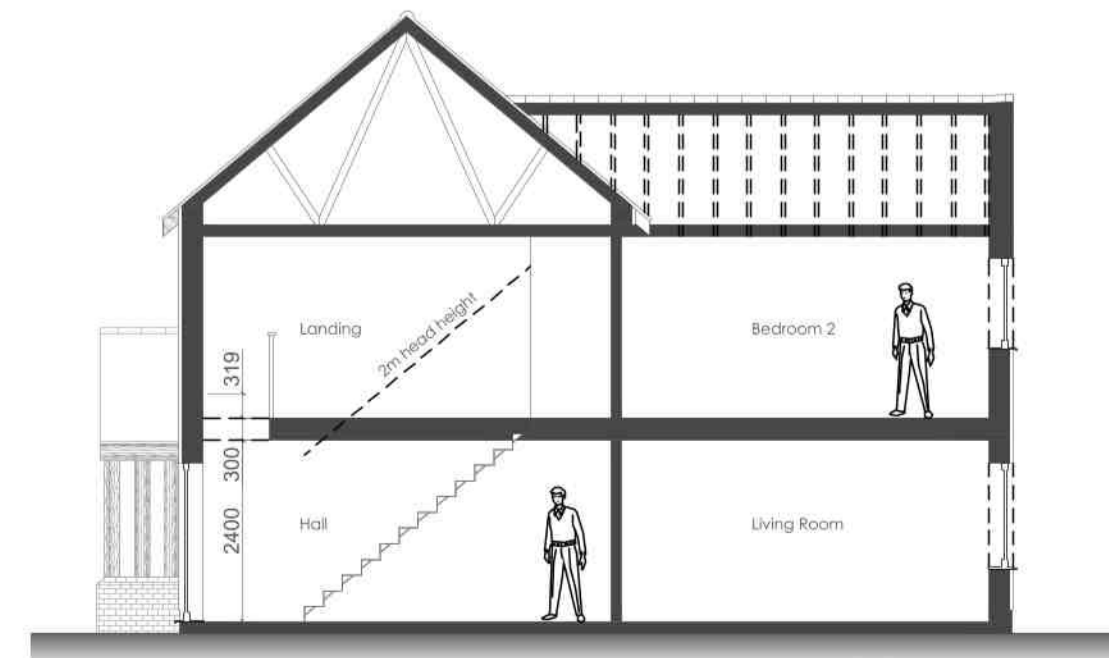 Landing
2m head height
Bedroom 2
319
300
2400
Hall
Living Room